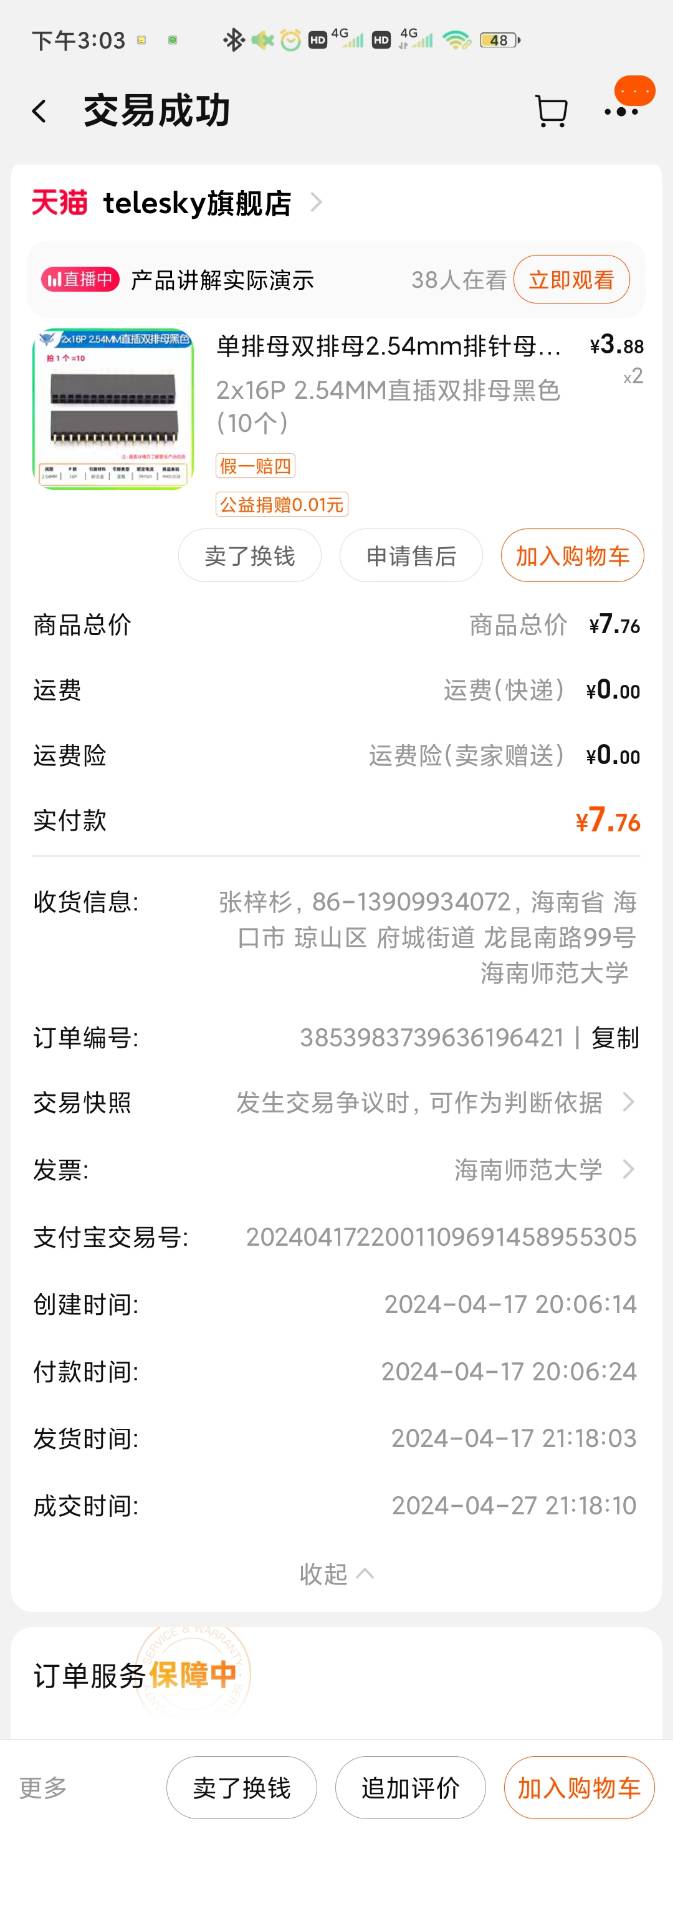 下午3:03
HD 4G HD 4G 48
交易成功
天猫 telesky旗舰店
直播中 产品讲解实际演示 38人在看 立即观看
2x16P 2.54MM直插双排母黑色
拍1个=10
单排母双排母2.54mm排针母... ¥3.88
x2
2x16P 2.54MM直插双排母黑色
(10个)
假一赔四
公益捐赠0.01元
卖了换钱 申请售后 加入购物车
商品总价 商品总价 ¥7.76
运费 运费(快递) ¥0.00
运费险 运费险(卖家赠送) ¥0.00
实付款 ¥7.76
收货信息: 张梓杉, 86-13909934072, 海南省 海
口市 琼山区 府城街道 龙昆南路99号
海南师范大学
订单编号: 3853983739636196421 | 复制
交易快照 发生交易争议时, 可作为判断依据
发票: 海南师范大学
支付宝交易号: 2024041722001109691458955305
创建时间: 2024-04-17 20:06:14
付款时间: 2024-04-17 20:06:24
发货时间: 2024-04-17 21:18:03
成交时间: 2024-04-27 21:18:10
收起
订单服务保障中
更多 卖了换钱 追加评价 加入购物车